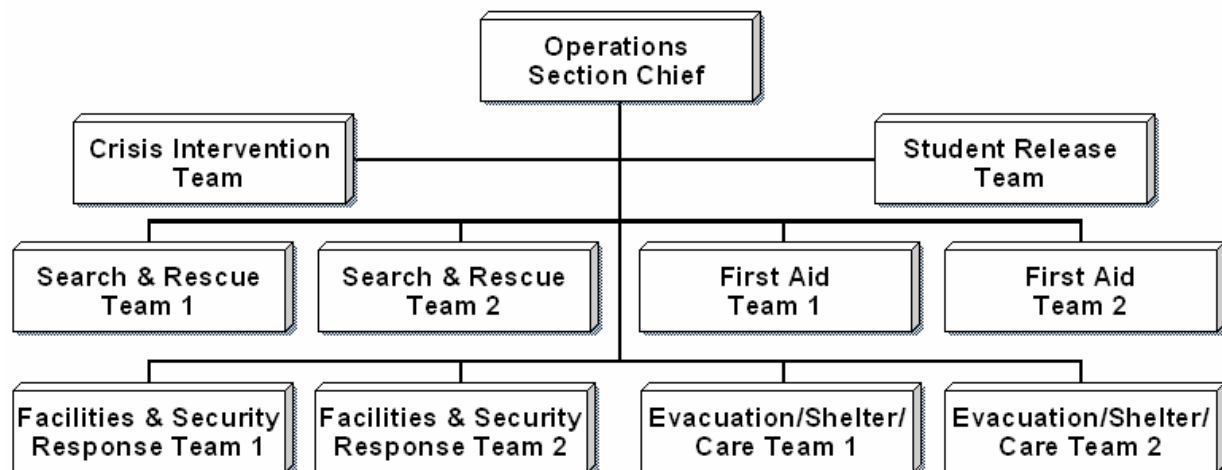 Operations
Section Chief
Crisis Intervention
Team
Student Release
Team
Search & Rescue
Team 1
Search & Rescue
Team 2
First Aid
Team 1
First Aid
Team 2
Facilities & Security
Response Team 1
Facilities & Security
Response Team 2
Evacuation/Shelter/
Care Team 1
Evacuation/Shelter/
Care Team 2